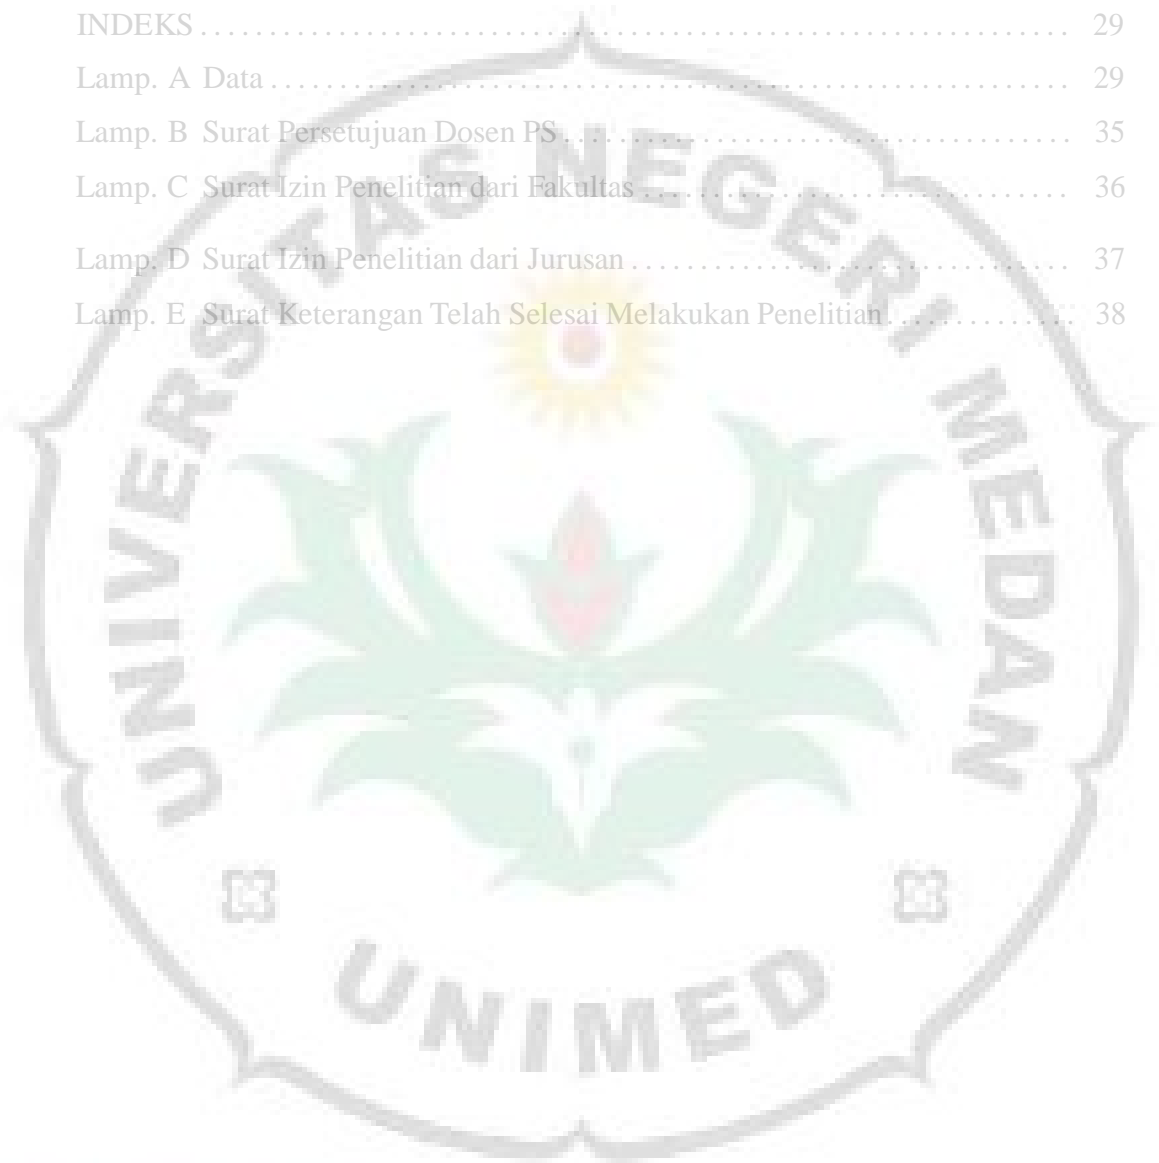 INDEKS ........................................................................ 29
Lamp. A Data .................................................................. 29
Lamp. B Surat Persetujuan Dosen PS ............................................ 35
Lamp. C Surat Izin Penelitian dari Fakultas ................................... 36
Lamp. D Surat Izin Penelitian dari Jurusan .................................... 37
Lamp. E Surat Keterangan Telah Selesai Melakukan Penelitian ............. 38
UNIVERSITAS NEGERI MEDAN
UNIMED